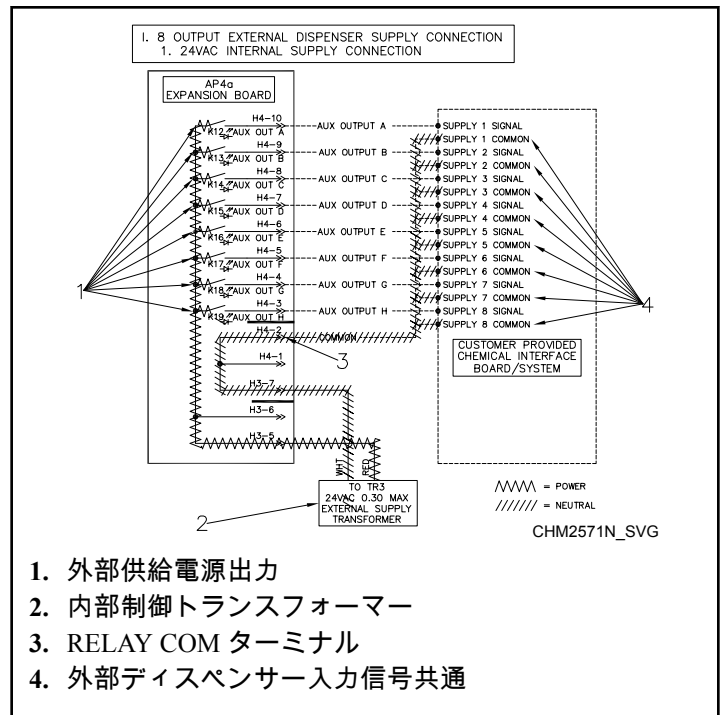 I. 8 OUTPUT EXTERNAL DISPENSER SUPPLY CONNECTION
1. 24VAC INTERNAL SUPPLY CONNECTION
AP4a
EXPANSION BOARD
H4-10
K12 AUX OUT A
AUX OUTPUT A
SUPPLY 1 SIGNAL
SUPPLY 1 COMMON
H4-9
K13 AUX OUT B
AUX OUTPUT B
SUPPLY 2 SIGNAL
SUPPLY 2 COMMON
H4-8
K14 AUX OUT C
AUX OUTPUT C
SUPPLY 3 SIGNAL
SUPPLY 3 COMMON
H4-7
K15 AUX OUT D
AUX OUTPUT D
SUPPLY 4 SIGNAL
SUPPLY 4 COMMON
H4-6
K16 AUX OUT E
AUX OUTPUT E
SUPPLY 5 SIGNAL
SUPPLY 5 COMMON
H4-5
K17 AUX OUT F
AUX OUTPUT F
SUPPLY 6 SIGNAL
SUPPLY 6 COMMON
H4-4
K18 AUX OUT G
AUX OUTPUT G
SUPPLY 7 SIGNAL
SUPPLY 7 COMMON
H4-3
K19 AUX OUT H
AUX OUTPUT H
SUPPLY 8 SIGNAL
SUPPLY 8 COMMON
1
4
H4-2
COMMON
3
H4-1
H3-7
H3-6
H3-5
CUSTOMER PROVIDED
CHEMICAL INTERFACE
BOARD/SYSTEM
WHT
RED
2
TO TR3
24VAC 0.30 MAX
EXTERNAL SUPPLY
TRANSFORMER
= POWER
= NEUTRAL
CHM2571N_SVG
1. 外部供給電源出力
2. 内部制御トランスフォーマー
3. RELAY COM ターミナル
4. 外部ディスペンサー入力信号共通